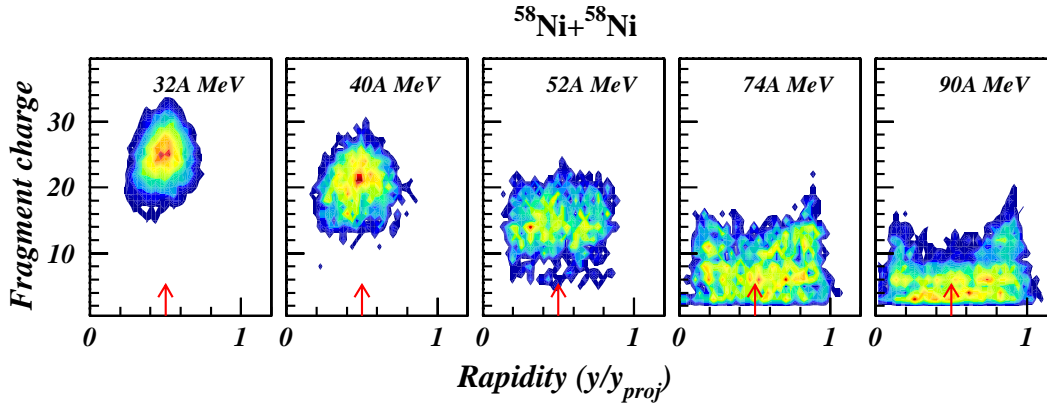 ⁵⁸Ni+⁵⁸Ni
32A MeV
40A MeV
52A MeV
74A MeV
90A MeV
Fragment charge
30
20
10
0 1 0 1 0 1 0 1 0 1
Rapidity (y/y_proj)